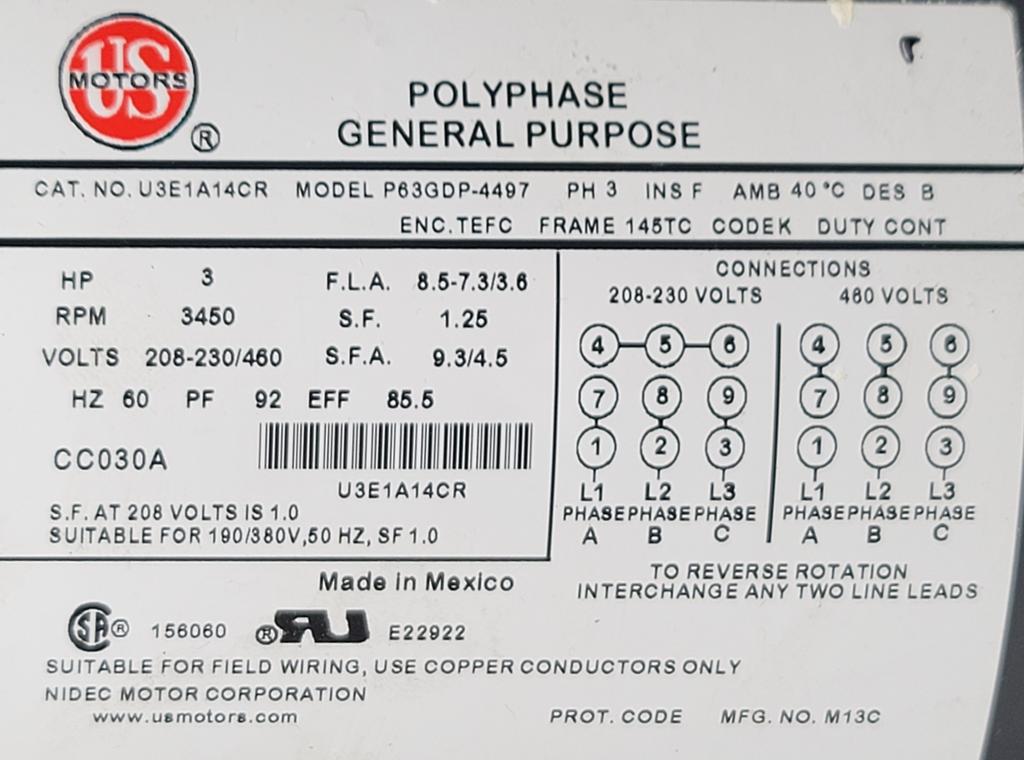 US
MOTORS
®
POLYPHASE
GENERAL PURPOSE
CAT. NO. U3E1A14CR MODEL P63GDP-4497 PH 3 INS F AMB 40 °C DES B
ENC. TEFC FRAME 145TC CODEK DUTY CONT
HP 3 F.L.A. 8.5-7.3/3.6
RPM 3450 S.F. 1.25
VOLTS 208-230/460 S.F.A. 9.3/4.5
HZ 60 PF 92 EFF 85.5
CC030A
U3E1A14CR
S.F. AT 208 VOLTS IS 1.0
SUITABLE FOR 190/380V,50 HZ, SF 1.0
CONNECTIONS
208-230 VOLTS 460 VOLTS
4 5 6 4 5 6
7 8 9 7 8 9
1 2 3 1 2 3
L1 L2 L3 L1 L2 L3
PHASE PHASE PHASE PHASE PHASE PHASE
A B C A B C
TO REVERSE ROTATION
INTERCHANGE ANY TWO LINE LEADS
Made in Mexico
SA ® 156060 ® RU E22922
SUITABLE FOR FIELD WIRING, USE COPPER CONDUCTORS ONLY
NIDEC MOTOR CORPORATION
www.usmotors.com
PROT. CODE MFG. NO. M13C